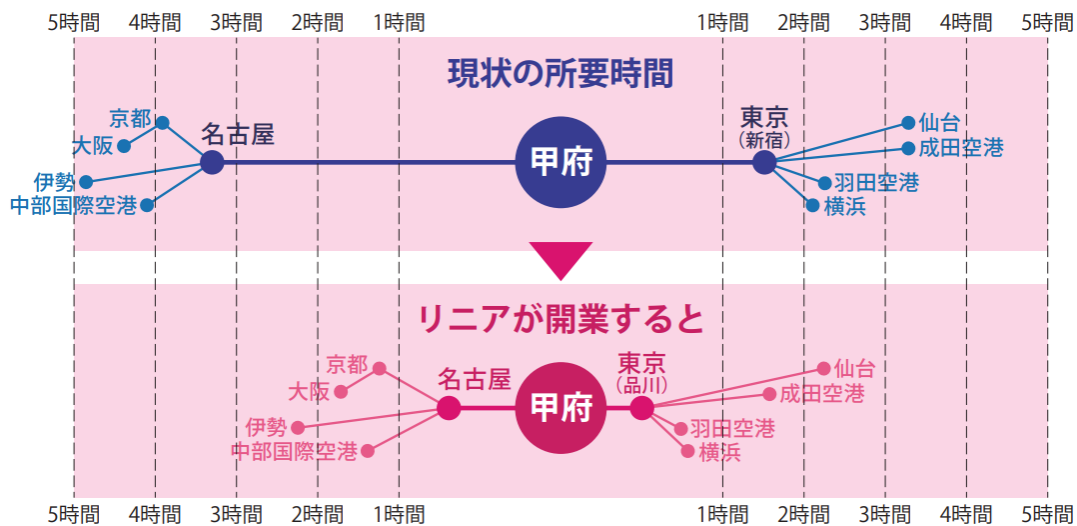 5時間 4時間 3時間 2時間 1時間 1時間 2時間 3時間 4時間 5時間
現状の所要時間
京都
大阪
名古屋
伊勢
中部国際空港
甲府
東京
（新宿）
仙台
成田空港
羽田空港
横浜
リニアが開業すると
京都
大阪
名古屋
伊勢
中部国際空港
甲府
東京
（品川）
仙台
成田空港
羽田空港
横浜
5時間 4時間 3時間 2時間 1時間 1時間 2時間 3時間 4時間 5時間